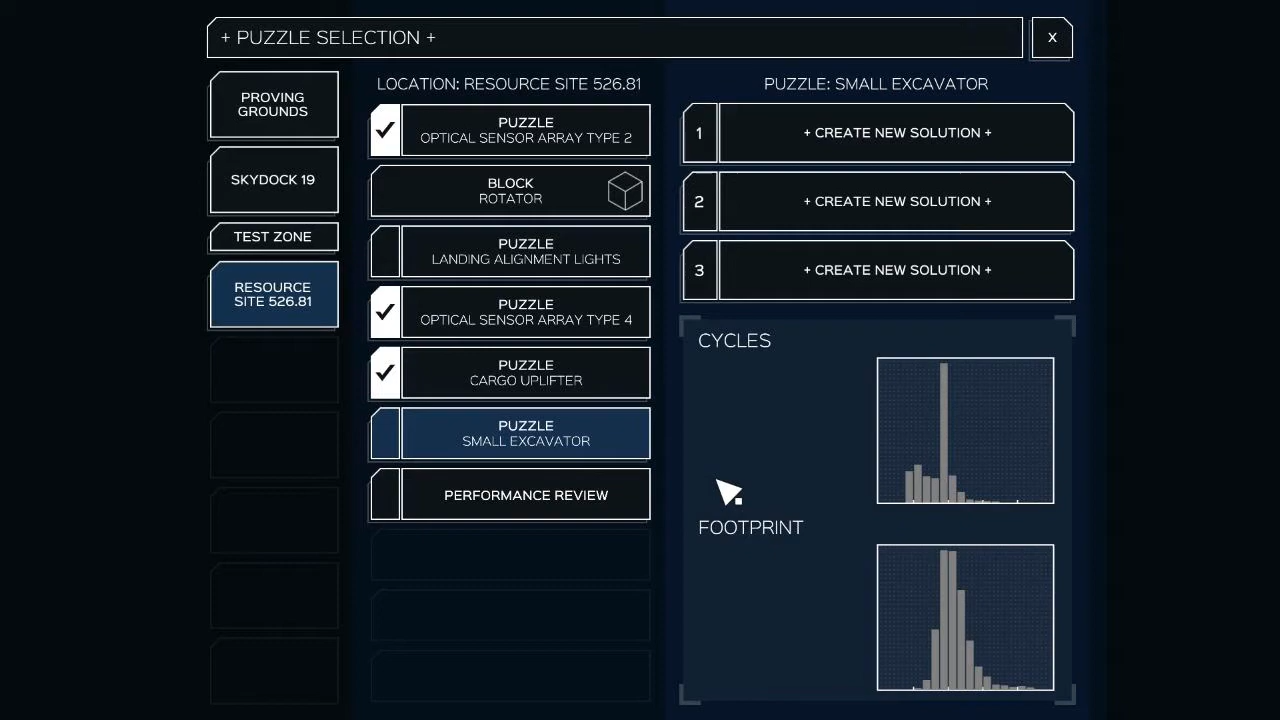 + PUZZLE SELECTION +
X
PROVING
GROUNDS
SKYDOCK 19
TEST ZONE
RESOURCE
SITE 526.81
LOCATION: RESOURCE SITE 526.81
PUZZLE
OPTICAL SENSOR ARRAY TYPE 2
BLOCK
ROTATOR
PUZZLE
LANDING ALIGNMENT LIGHTS
PUZZLE
OPTICAL SENSOR ARRAY TYPE 4
PUZZLE
CARGO UPLIFTER
PUZZLE
SMALL EXCAVATOR
PERFORMANCE REVIEW
PUZZLE: SMALL EXCAVATOR
1 + CREATE NEW SOLUTION +
2 + CREATE NEW SOLUTION +
3 + CREATE NEW SOLUTION +
CYCLES
FOOTPRINT